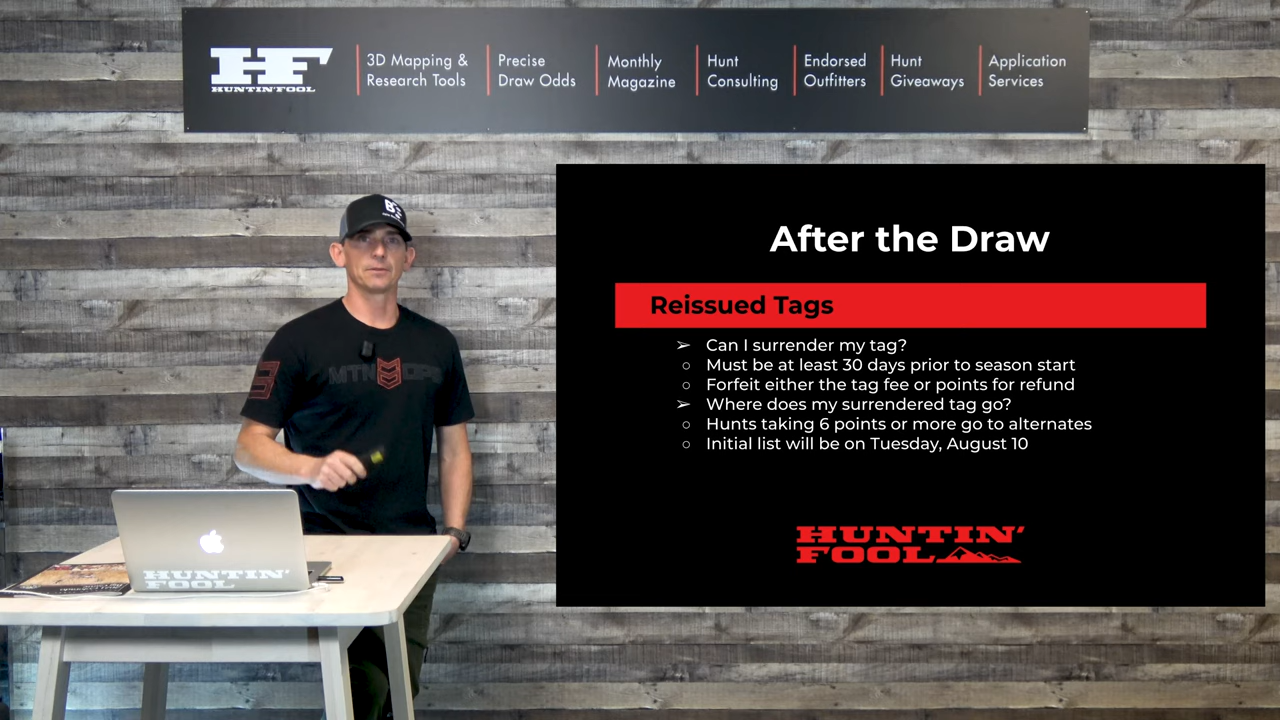 HF
HUNTIN'FOOL
3D Mapping &
Research Tools
Precise
Draw Odds
Monthly
Magazine
Hunt
Consulting
Endorsed
Outfitters
Hunt
Giveaways
Application
Services
After the Draw
Reissued Tags
➢ Can I surrender my tag?
○ Must be at least 30 days prior to season start
○ Forfeit either the tag fee or points for refund
➢ Where does my surrendered tag go?
○ Hunts taking 6 points or more go to alternates
○ Initial list will be on Tuesday, August 10
HUNTIN'
FOOL
MTN OPS
HUNTIN'
FOOL